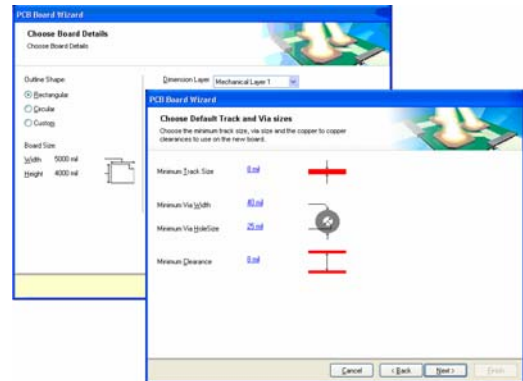 PCB Board Wizard
Choose Board Details
Choose Board Details
Outline Shape:
Rectangular
Circular
Custom
Dimension Layer
Mechanical Layer 1
Board Size:
Width 5000 mil
Height 4000 mil
PCB Board Wizard
Choose Default Track and Via sizes
Choose the minimum track size, via size and the copper to copper
clearances to use on the new board.
Minimum Track Size 8 mil
Minimum Via Width 40 mil
Minimum Via HoleSize 25 mil
Minimum Clearance 8 mil
Cancel < Back Next > Finish